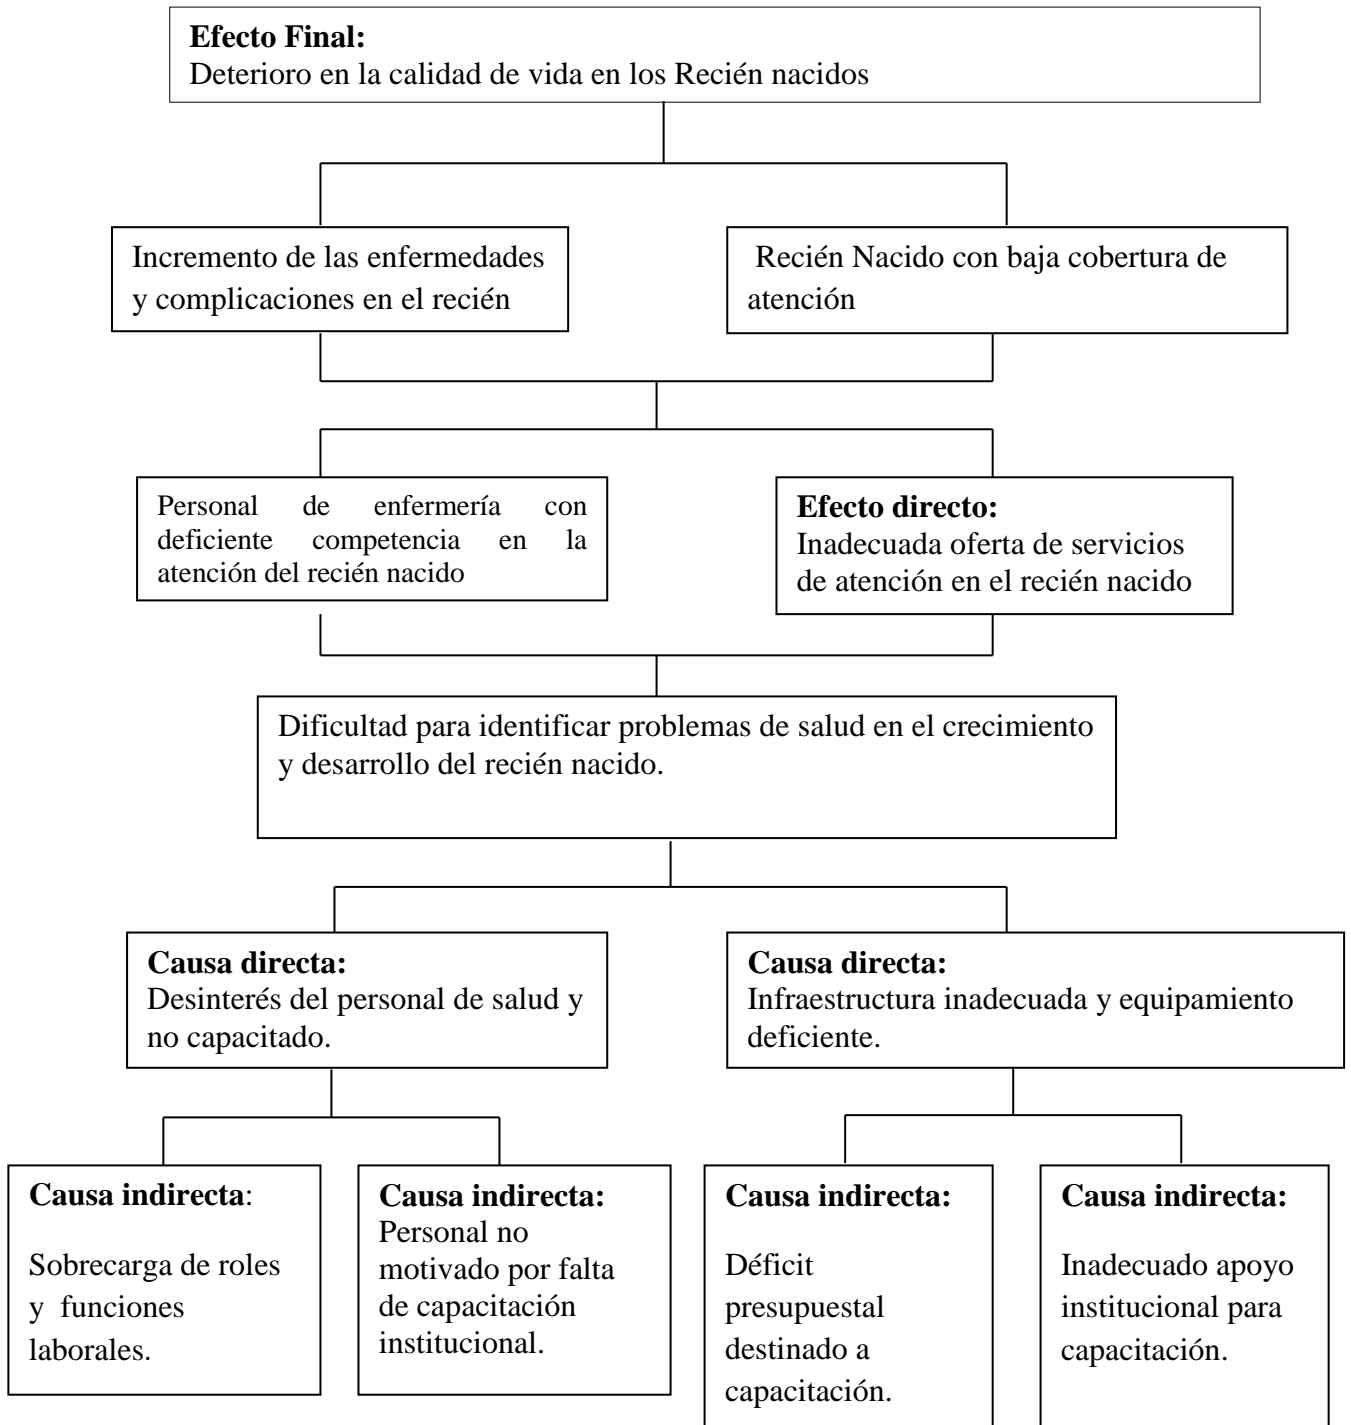 Efecto Final:
Deterioro en la calidad de vida en los Recién nacidos
Incremento de las enfermedades
y complicaciones en el recién
Recién Nacido con baja cobertura de
atención
Personal de enfermería con
deficiente competencia en la
atención del recién nacido
Efecto directo:
Inadecuada oferta de servicios
de atención en el recién nacido
Dificultad para identificar problemas de salud en el crecimiento
y desarrollo del recién nacido.
Causa directa:
Desinterés del personal de salud y
no capacitado.
Causa directa:
Infraestructura inadecuada y equipamiento
deficiente.
Causa indirecta:
Sobrecarga de roles
y funciones
laborales.
Causa indirecta:
Personal no
motivado por falta
de capacitación
institucional.
Causa indirecta:
Déficit
presupuestal
destinado a
capacitación.
Causa indirecta:
Inadecuado apoyo
institucional para
capacitación.